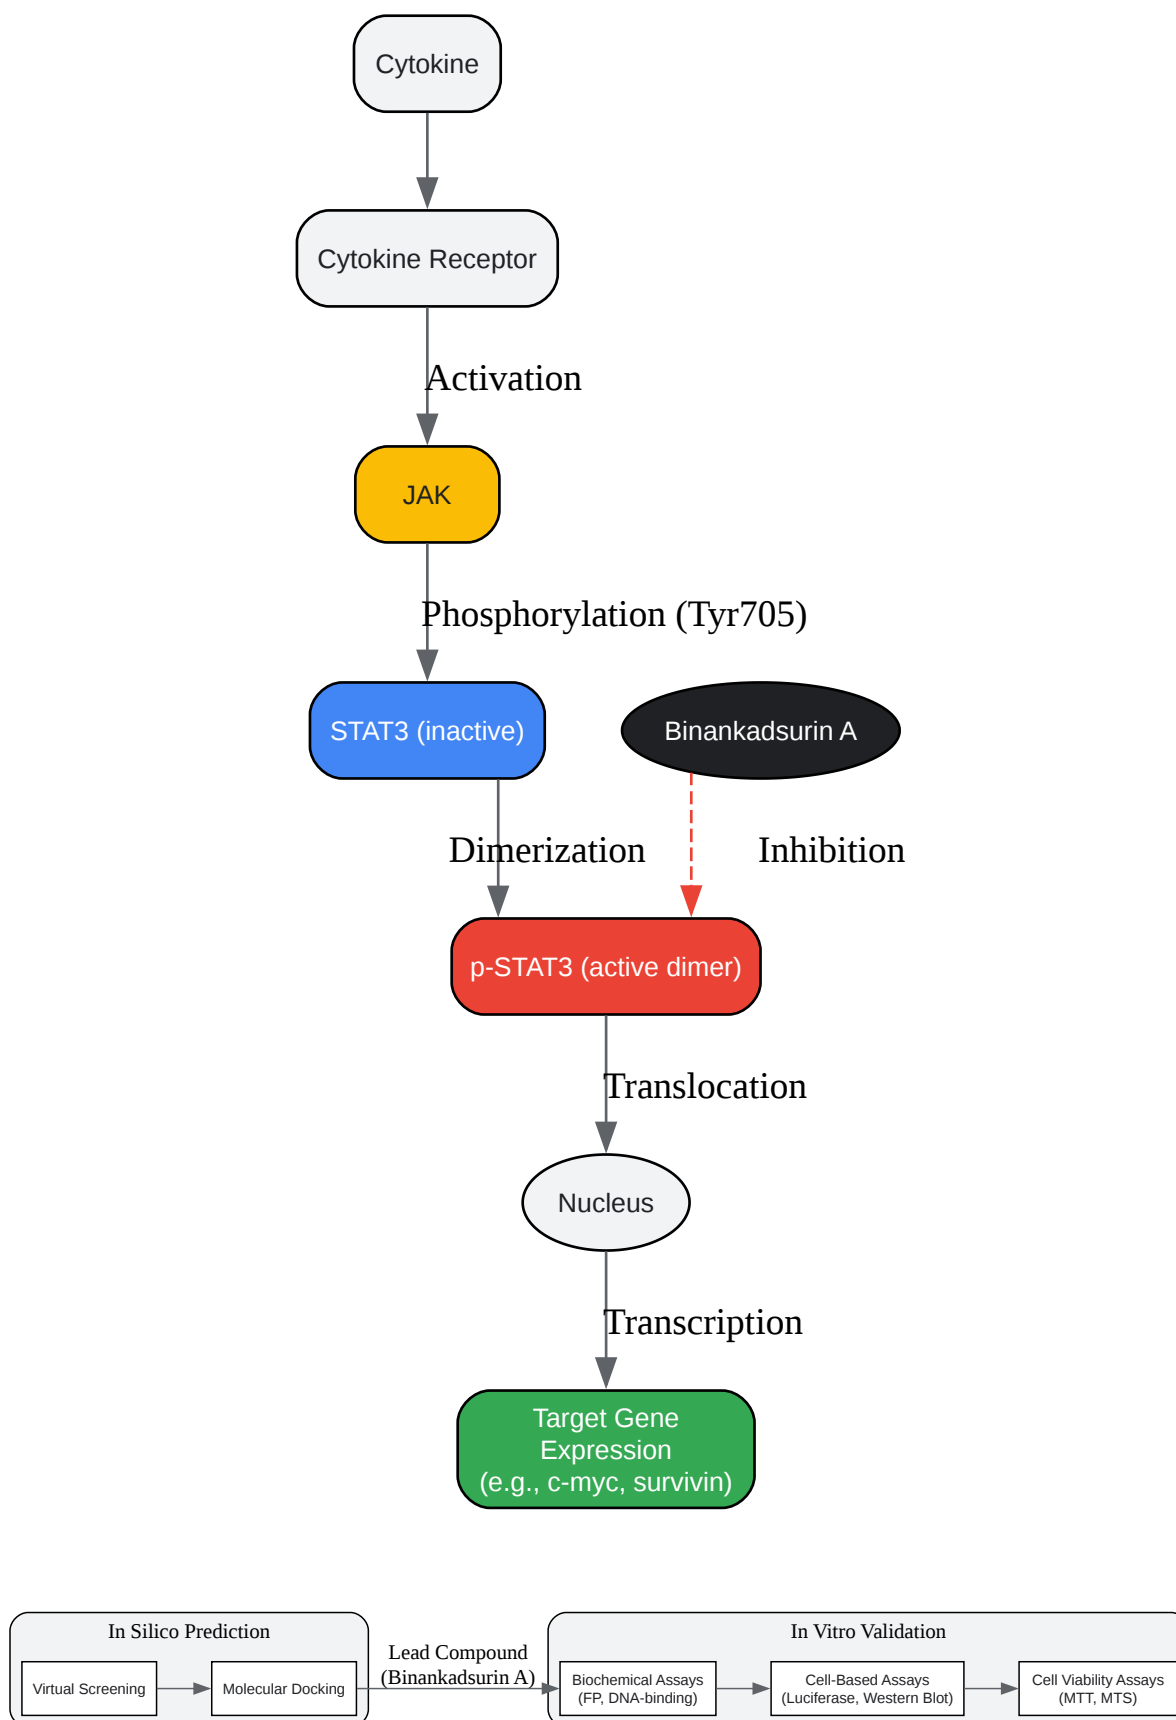 Cytokine
Cytokine Receptor
Activation
JAK
Phosphorylation (Tyr705)
STAT3 (inactive)
Binankadsurin A
Dimerization
Inhibition
p-STAT3 (active dimer)
Translocation
Nucleus
Transcription
Target Gene
Expression
(e.g., c-myc, survivin)
In Silico Prediction
Virtual Screening
Molecular Docking
Lead Compound
(Binankadsurin A)
In Vitro Validation
Biochemical Assays
(FP, DNA-binding)
Cell-Based Assays
(Luciferase, Western Blot)
Cell Viability Assays
(MTT, MTS)